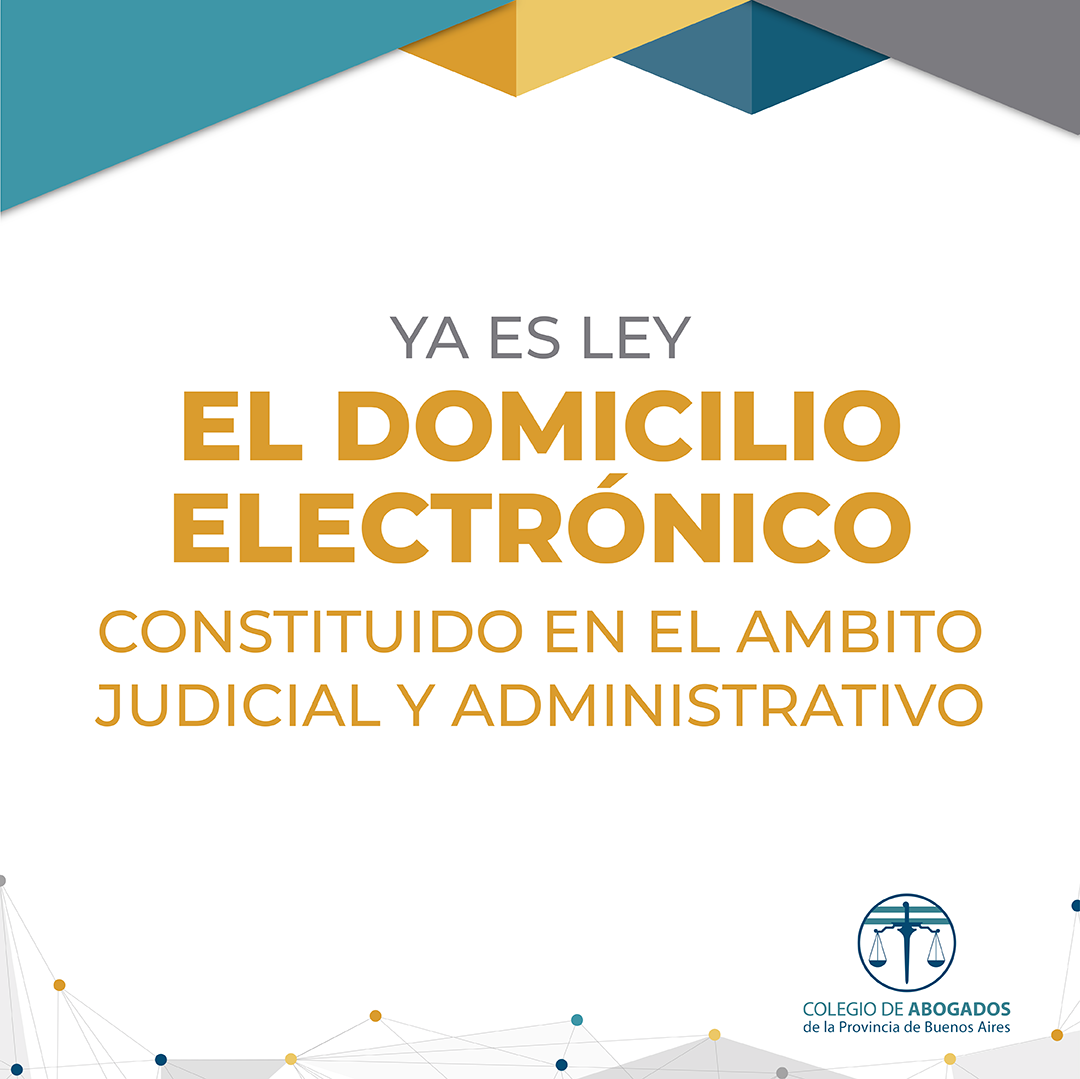 YA ES LEY
EL DOMICILIO
ELECTRÓNICO
CONSTITUIDO EN EL AMBITO
JUDICIAL Y ADMINISTRATIVO
COLEGIO DE ABOGADOS
de la Provincia de Buenos Aires